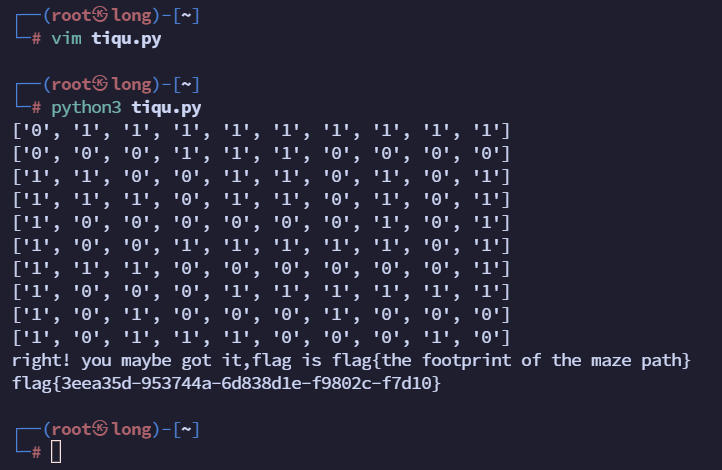 ┌──(root㉿long)-[~]
└─# vim tiqu.py
┌──(root㉿long)-[~]
└─# python3 tiqu.py
['0', '1', '1', '1', '1', '1', '1', '1', '1', '1']
['0', '0', '0', '1', '1', '1', '0', '0', '0', '0']
['1', '1', '0', '0', '1', '1', '0', '1', '0', '1']
['1', '1', '1', '0', '1', '1', '0', '1', '0', '1']
['1', '0', '0', '0', '0', '0', '0', '1', '0', '1']
['1', '0', '0', '1', '1', '1', '1', '1', '0', '1']
['1', '1', '1', '0', '0', '0', '0', '0', '0', '1']
['1', '0', '0', '0', '1', '1', '1', '1', '1', '1']
['1', '0', '1', '0', '0', '0', '1', '0', '0', '0']
['1', '0', '1', '1', '1', '0', '0', '0', '1', '0']
right! you maybe got it,flag is flag{the footprint of the maze path}
flag{3eea35d-953744a-6d838d1e-f9802c-f7d10}
┌──(root㉿long)-[~]
└─#